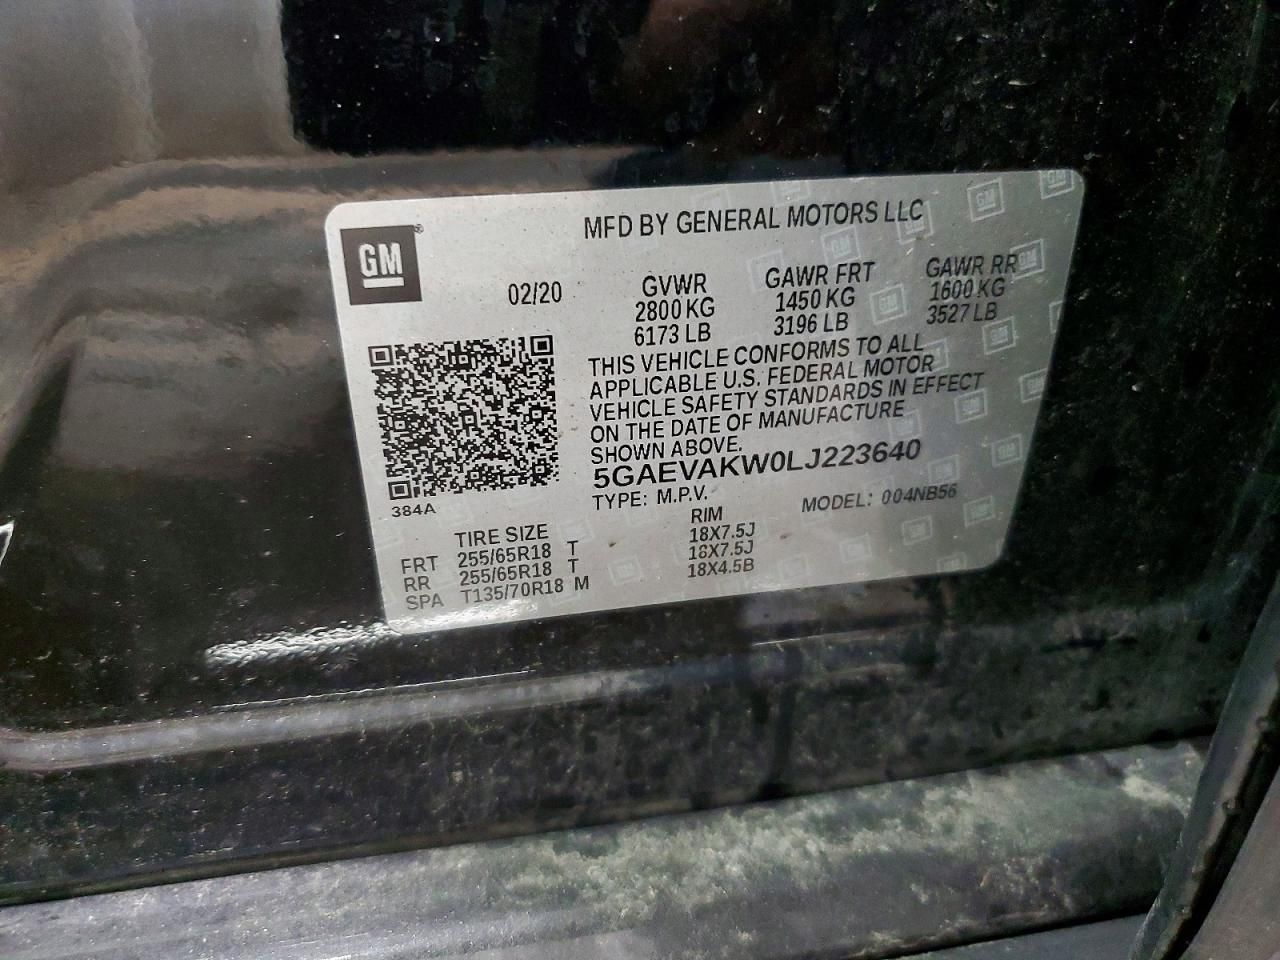 GM®
MFD BY GENERAL MOTORS LLC
02/20
GVWR
2800 KG
6173 LB
GAWR FRT
1450 KG
3196 LB
GAWR RR
1600 KG
3527 LB
THIS VEHICLE CONFORMS TO ALL
APPLICABLE U.S. FEDERAL MOTOR
VEHICLE SAFETY STANDARDS IN EFFECT
ON THE DATE OF MANUFACTURE
SHOWN ABOVE.
5GAEVAKW0LJ223640
TYPE: M.P.V. MODEL: 004NB56
384A
TIRE SIZE RIM
FRT 255/65R18 T 18X7.5J
RR 255/65R18 T 18X7.5J
SPA T135/70R18 M 18X4.5B